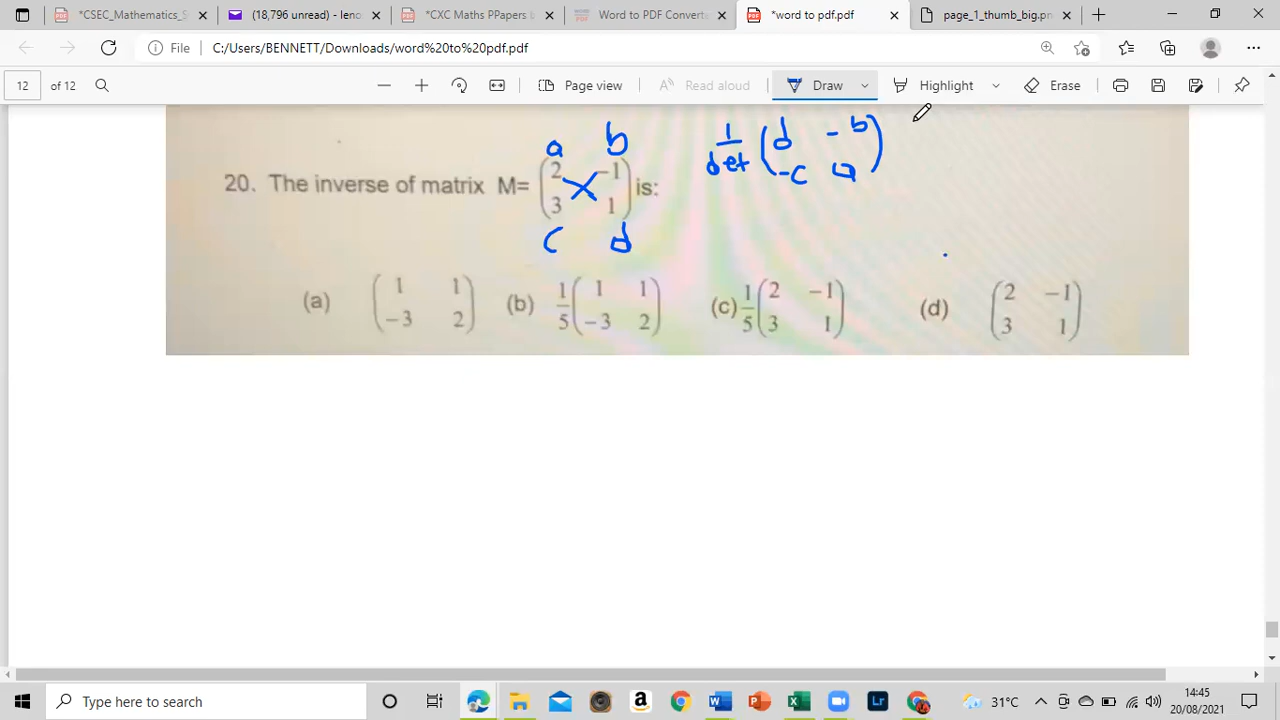 *CSEC_Mathematics_S
(18,796 unread) - leno
*CXC Maths PPapers t
Word to PDF Converte
*word to pdf.pdf
page_1_thumb_big.pn
File C:/Users/BENNETT/Downloads/word%20to%20pdf.pdf
12 of 12 Page view Read aloud Draw Highlight Erase
a b
1/det (d -b
-c a)
20. The inverse of matrix M= (2 -1
3 1) is:
c d
(a) (1 1
-3 2) (b) 1/5 (1 1
-3 2) (c) 1/5 (2 -1
3 1) (d) (2 -1
3 1)
Type here to search
31°C
14:45
20/08/2021